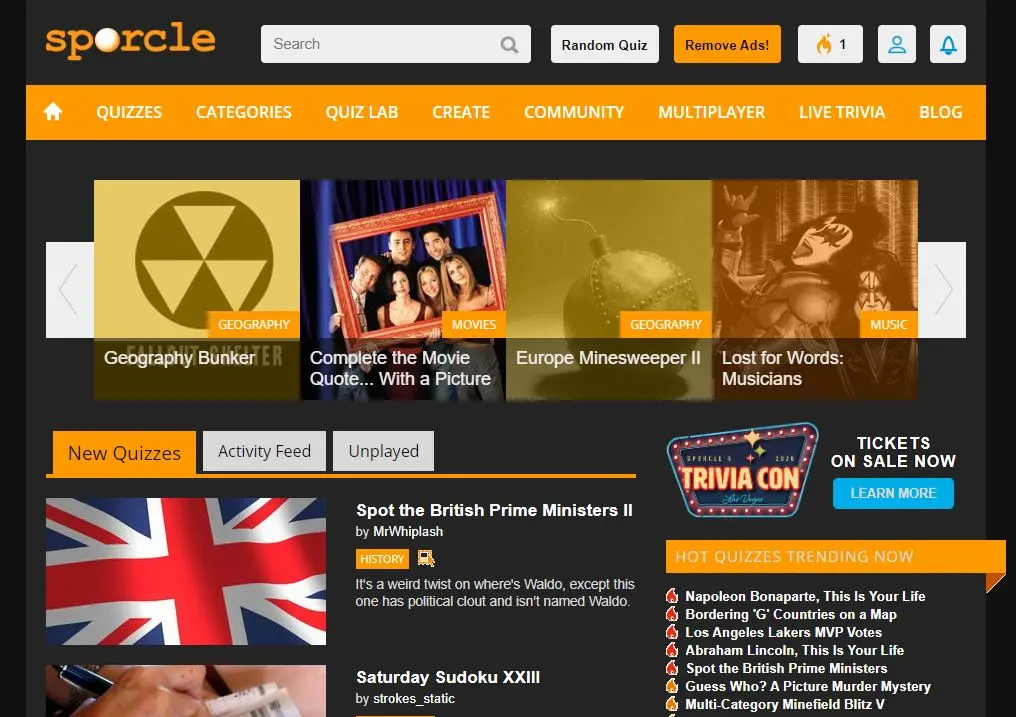 sporcle
Search
Random Quiz
Remove Ads!
1
QUIZZES
CATEGORIES
QUIZ LAB
CREATE
COMMUNITY
MULTIPLAYER
LIVE TRIVIA
BLOG
GEOGRAPHY
FALLOUT SHELTER
Geography Bunker
MOVIES
Complete the Movie
Quote... With a Picture
GEOGRAPHY
Europe Minesweeper II
MUSIC
Lost for Words:
Musicians
New Quizzes
Activity Feed
Unplayed
SPORCLE'S 2020
TRIVIA CON
Las Vegas
TICKETS
ON SALE NOW
LEARN MORE
Spot the British Prime Ministers II
by MrWhiplash
HISTORY
It's a weird twist on where's Waldo, except this
one has political clout and isn't named Waldo.
Saturday Sudoku XXIII
by strokes_static
HOT QUIZZES TRENDING NOW
Napoleon Bonaparte, This Is Your Life
Bordering 'G' Countries on a Map
Los Angeles Lakers MVP Votes
Abraham Lincoln, This Is Your Life
Spot the British Prime Ministers
Guess Who? A Picture Murder Mystery
Multi-Category Minefield Blitz V